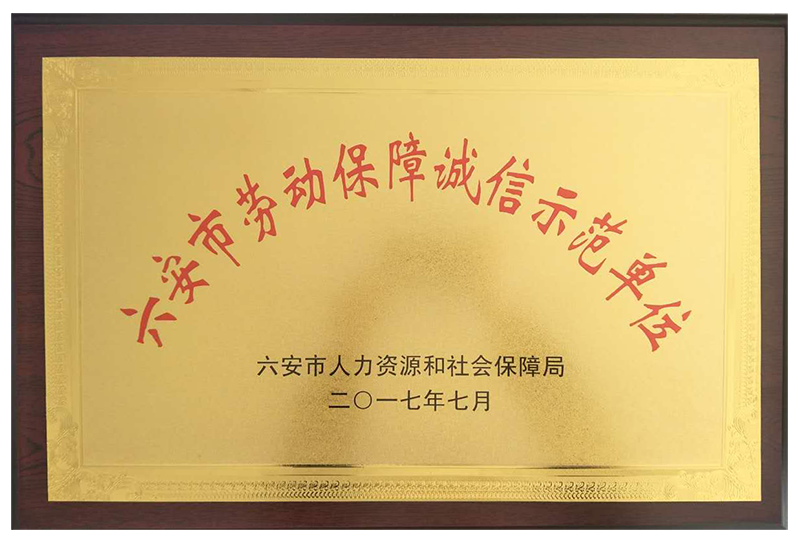 六安市劳动保障诚信示范单位
六安市人力资源和社会保障局
二〇一七年七月